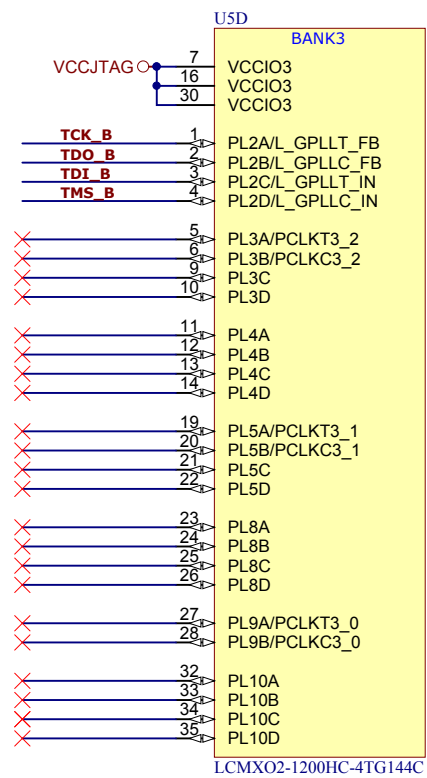 U5D
BANK3
VCCJTAG 7 VCCIO3
16 VCCIO3
30 VCCIO3
TCK_B 1 PL2A/L_GPLLT_FB
TDO_B 2 PL2B/L_GPLLC_FB
TDI_B 3 PL2C/L_GPLLT_IN
TMS_B 4 PL2D/L_GPLLC_IN
5 PL3A/PCLKT3_2
6 PL3B/PCLKC3_2
9 PL3C
10 PL3D
11 PL4A
12 PL4B
13 PL4C
14 PL4D
19 PL5A/PCLKT3_1
20 PL5B/PCLKC3_1
21 PL5C
22 PL5D
23 PL8A
24 PL8B
25 PL8C
26 PL8D
27 PL9A/PCLKT3_0
28 PL9B/PCLKC3_0
32 PL10A
33 PL10B
34 PL10C
35 PL10D
LCMXO2-1200HC-4TG144C